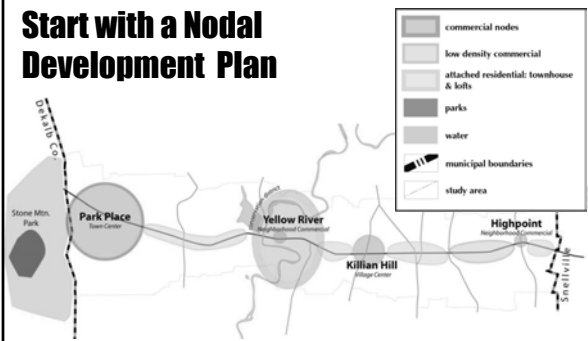 Start with a Nodal
Development Plan
commercial nodes
low density commercial
attached residential: townhouse
& lofts
parks
water
municipal boundaries
study area
Dekalb Co.
Stone Mtn.
Park
Park Place
Town Center
Yellow River
Neighborhood Commercial
Killian Hill
Village Center
Highpoint
Neighborhood Commercial
Snellville